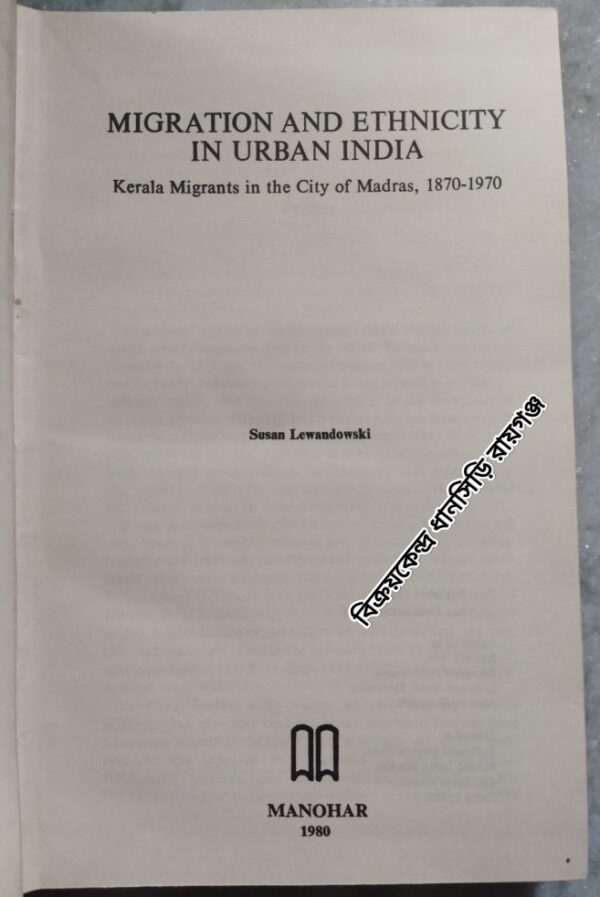 MIGRATION AND ETHNICITY
IN URBAN INDIA
Kerala Migrants in the City of Madras, 1870-1970
Susan Lewandowski
বিক্রয়কেন্দ্র ধানসিড়ি রায়গঞ্জ
MANOHAR
1980